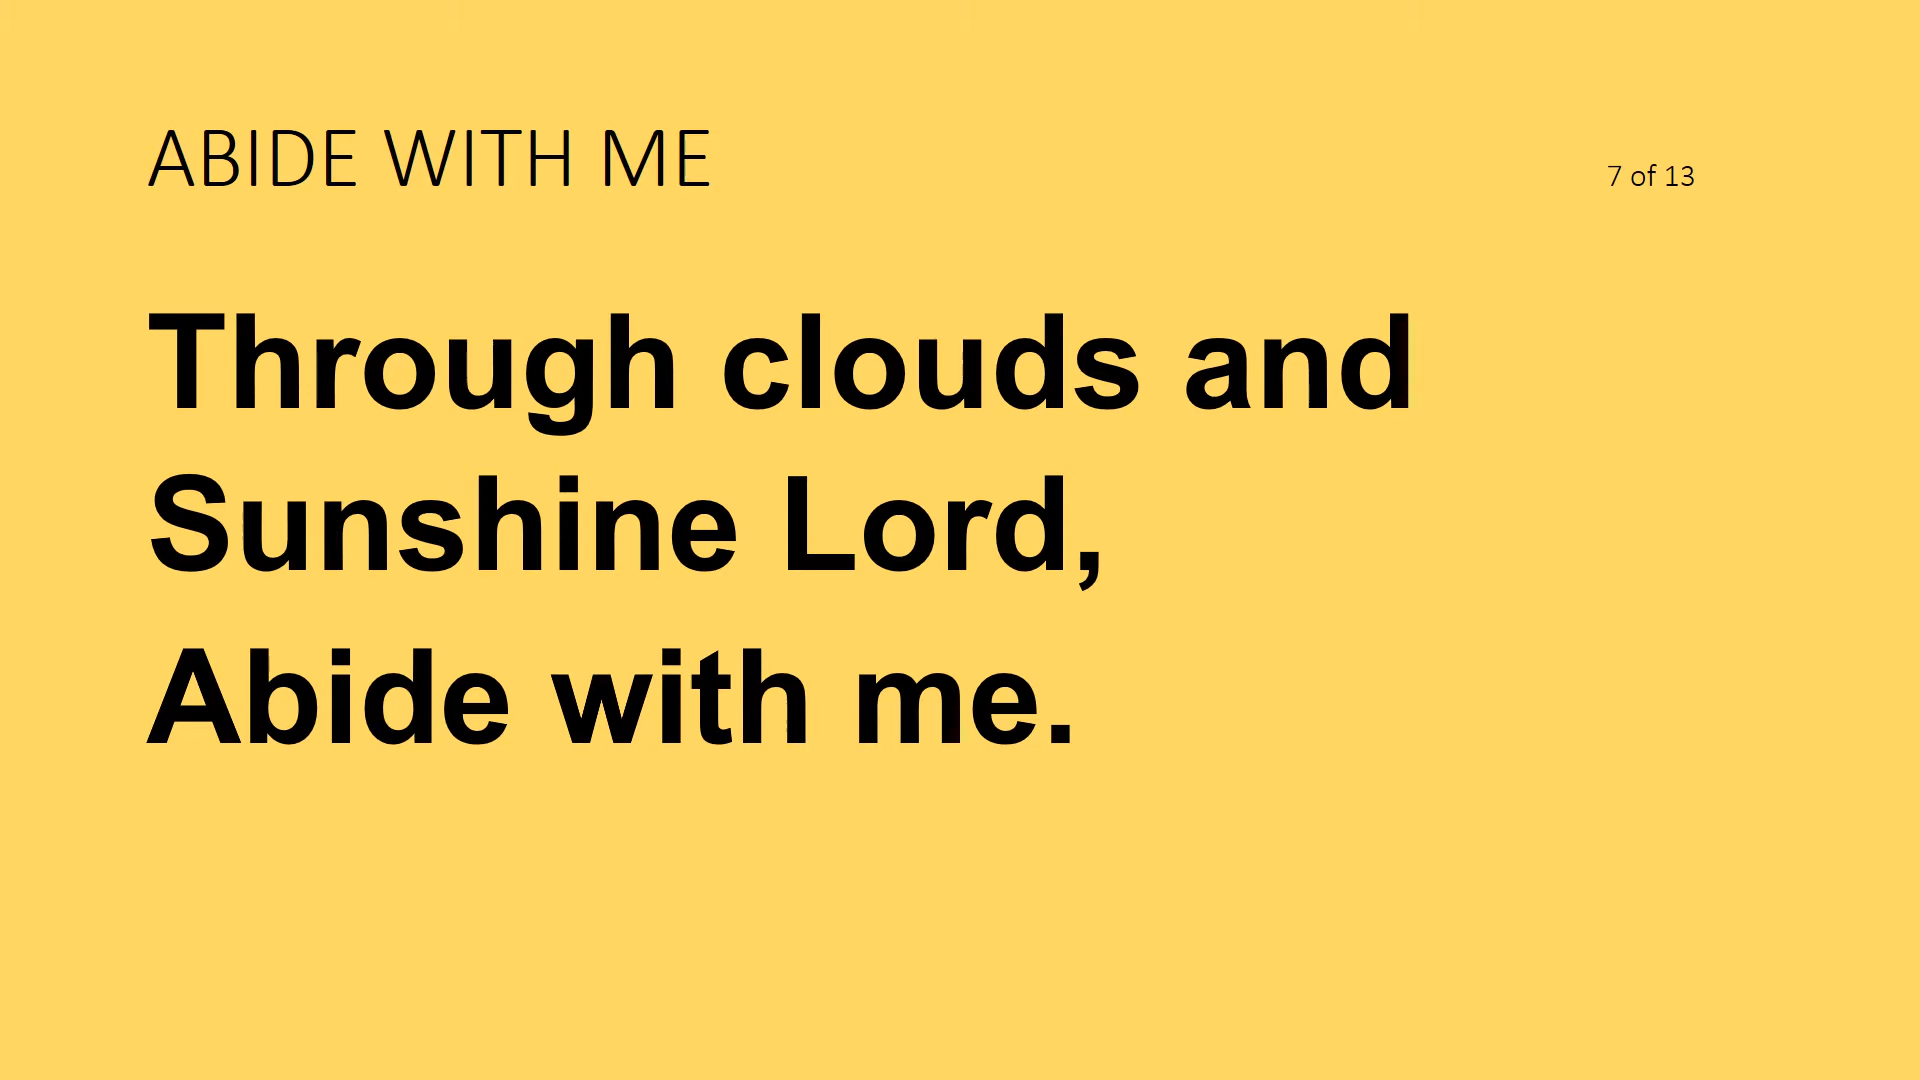 ABIDE WITH ME
7 of 13
Through clouds and
Sunshine Lord,
Abide with me.